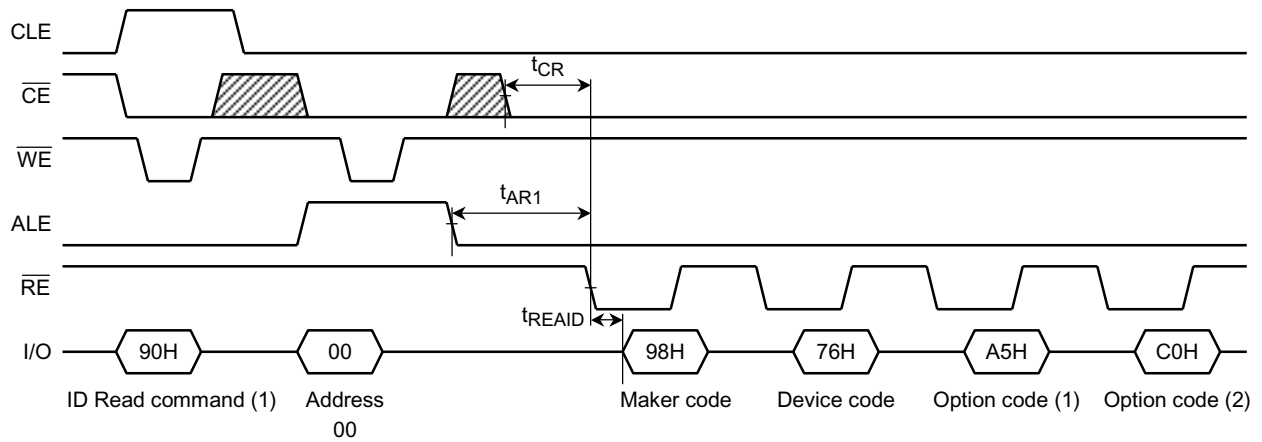 CLE
CE
tCR
WE
tAR1
ALE
RE
tREAID
I/O 90H 00 98H 76H A5H C0H
ID Read command (1) Address Maker code Device code Option code (1) Option code (2)
00